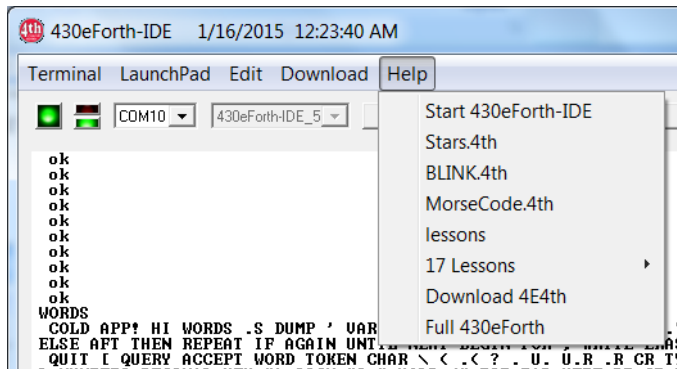 4th 430eForth-IDE 1/16/2015 12:23:40 AM
Terminal LaunchPad Edit Download Help
COM10 430eForth-IDE_5
Start 430eForth-IDE
Stars.4th
BLINK.4th
MorseCode.4th
lessons
17 Lessons
Download 4E4th
Full 430eForth
ok
ok
ok
ok
ok
ok
ok
ok
ok
ok
WORDS
COLD APP! HI WORDS .S DUMP ' VAR
ELSE AFT THEN REPEAT IF AGAIN
QUIT [ QUERY ACCEPT WORD TOKEN CHAR \ ( .( ? . U. U.R .R CR